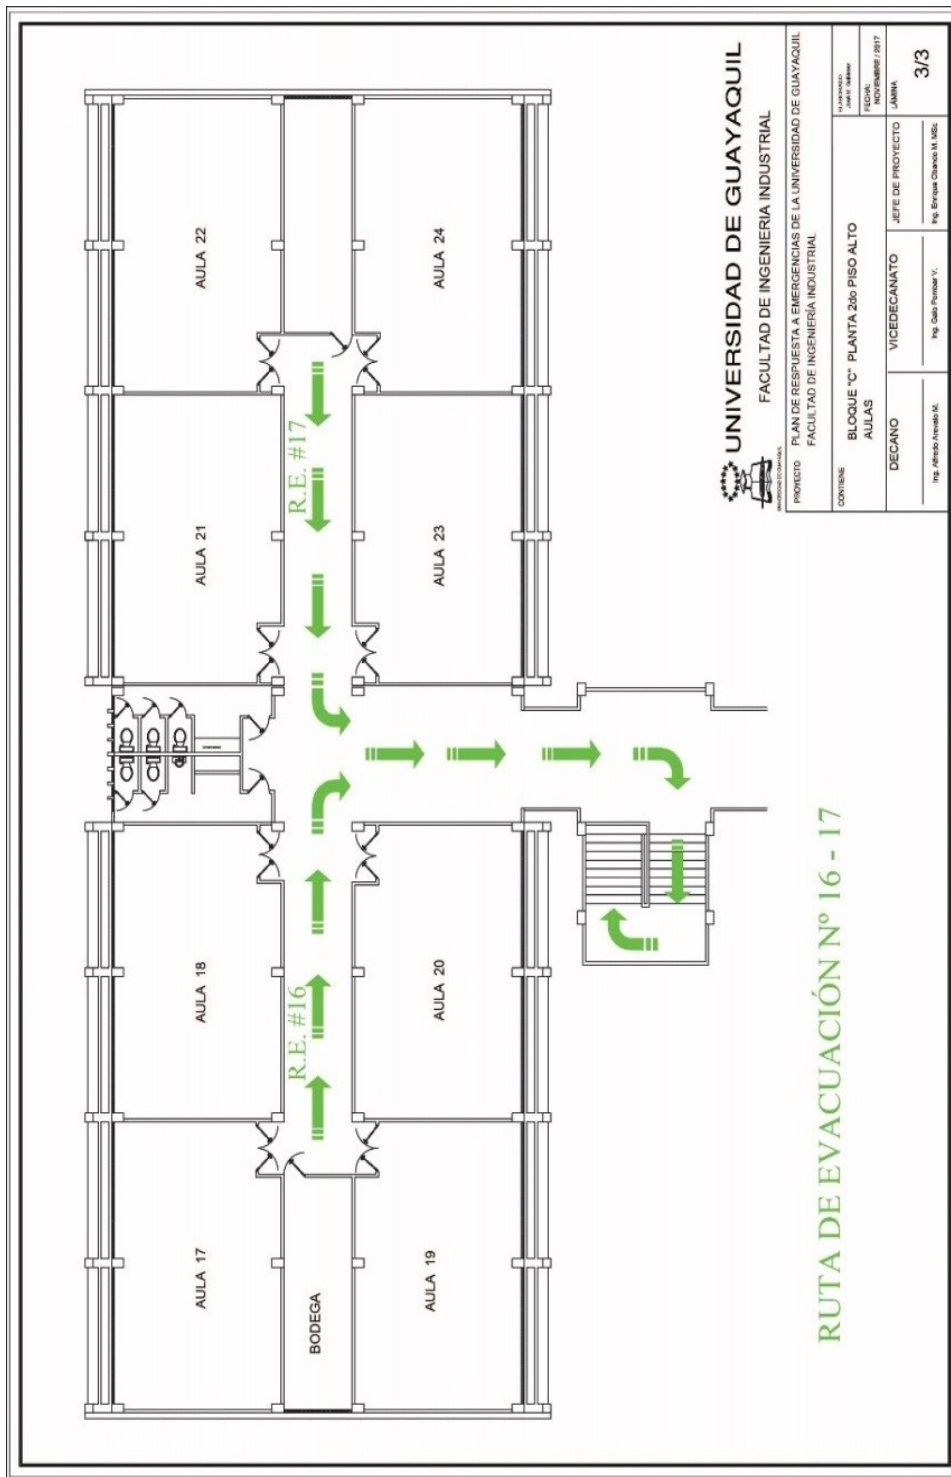 AULA 17
AULA 18
AULA 21
AULA 22
BODEGA
R.E. #16
R.E. #17
AULA 19
AULA 20
AULA 23
AULA 24
RUTA DE EVACUACIÓN Nº 16 - 17
UNIVERSIDAD DE GUAYAQUIL
FACULTAD DE INGENIERIA INDUSTRIAL
PROYECTO
PLAN DE RESPUESTA A EMERGENCIAS DE LA UNIVERSIDAD DE GUAYAQUIL
FACULTAD DE INGENIERÍA INDUSTRIAL
CONTIENE
BLOQUE "C" PLANTA 2do PISO ALTO
AULAS
ELABORADO
FECHA:
NOVIEMBRE / 2017
DECANO
Ing. Alfredo Arevalo M.
VICEDECANATO
Ing. Galo
JEFE DE PROYECTO
Ing. Enrique Obando M. MSc
LÁMINA
3/3